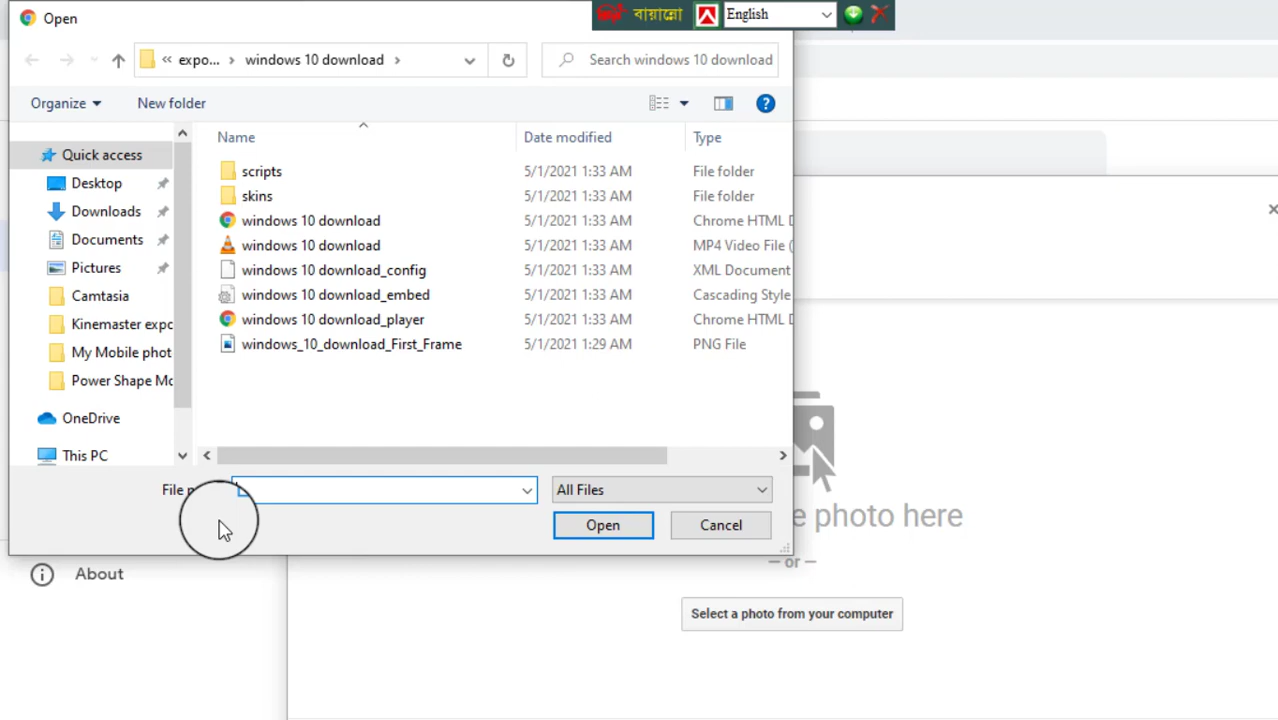 Open
বায়ান্নো
English
« expo... › windows 10 download ›
Search windows 10 download
Organize
New folder
?
Name
Date modified
Type
Quick access
Desktop
Downloads
Documents
Pictures
Camtasia
Kinemaster expo
My Mobile phot
Power Shape Mo
OneDrive
This PC
scripts 5/1/2021 1:33 AM File folder
skins 5/1/2021 1:33 AM File folder
windows 10 download 5/1/2021 1:33 AM Chrome HTML D
windows 10 download 5/1/2021 1:33 AM MP4 Video File (
windows 10 download_config 5/1/2021 1:33 AM XML Document
windows 10 download_embed 5/1/2021 1:33 AM Cascading Style
windows 10 download_player 5/1/2021 1:33 AM Chrome HTML D
windows_10_download_First_Frame 5/1/2021 1:29 AM PNG File
File
All Files
Open
Cancel
photo here
— or —
Select a photo from your computer
About